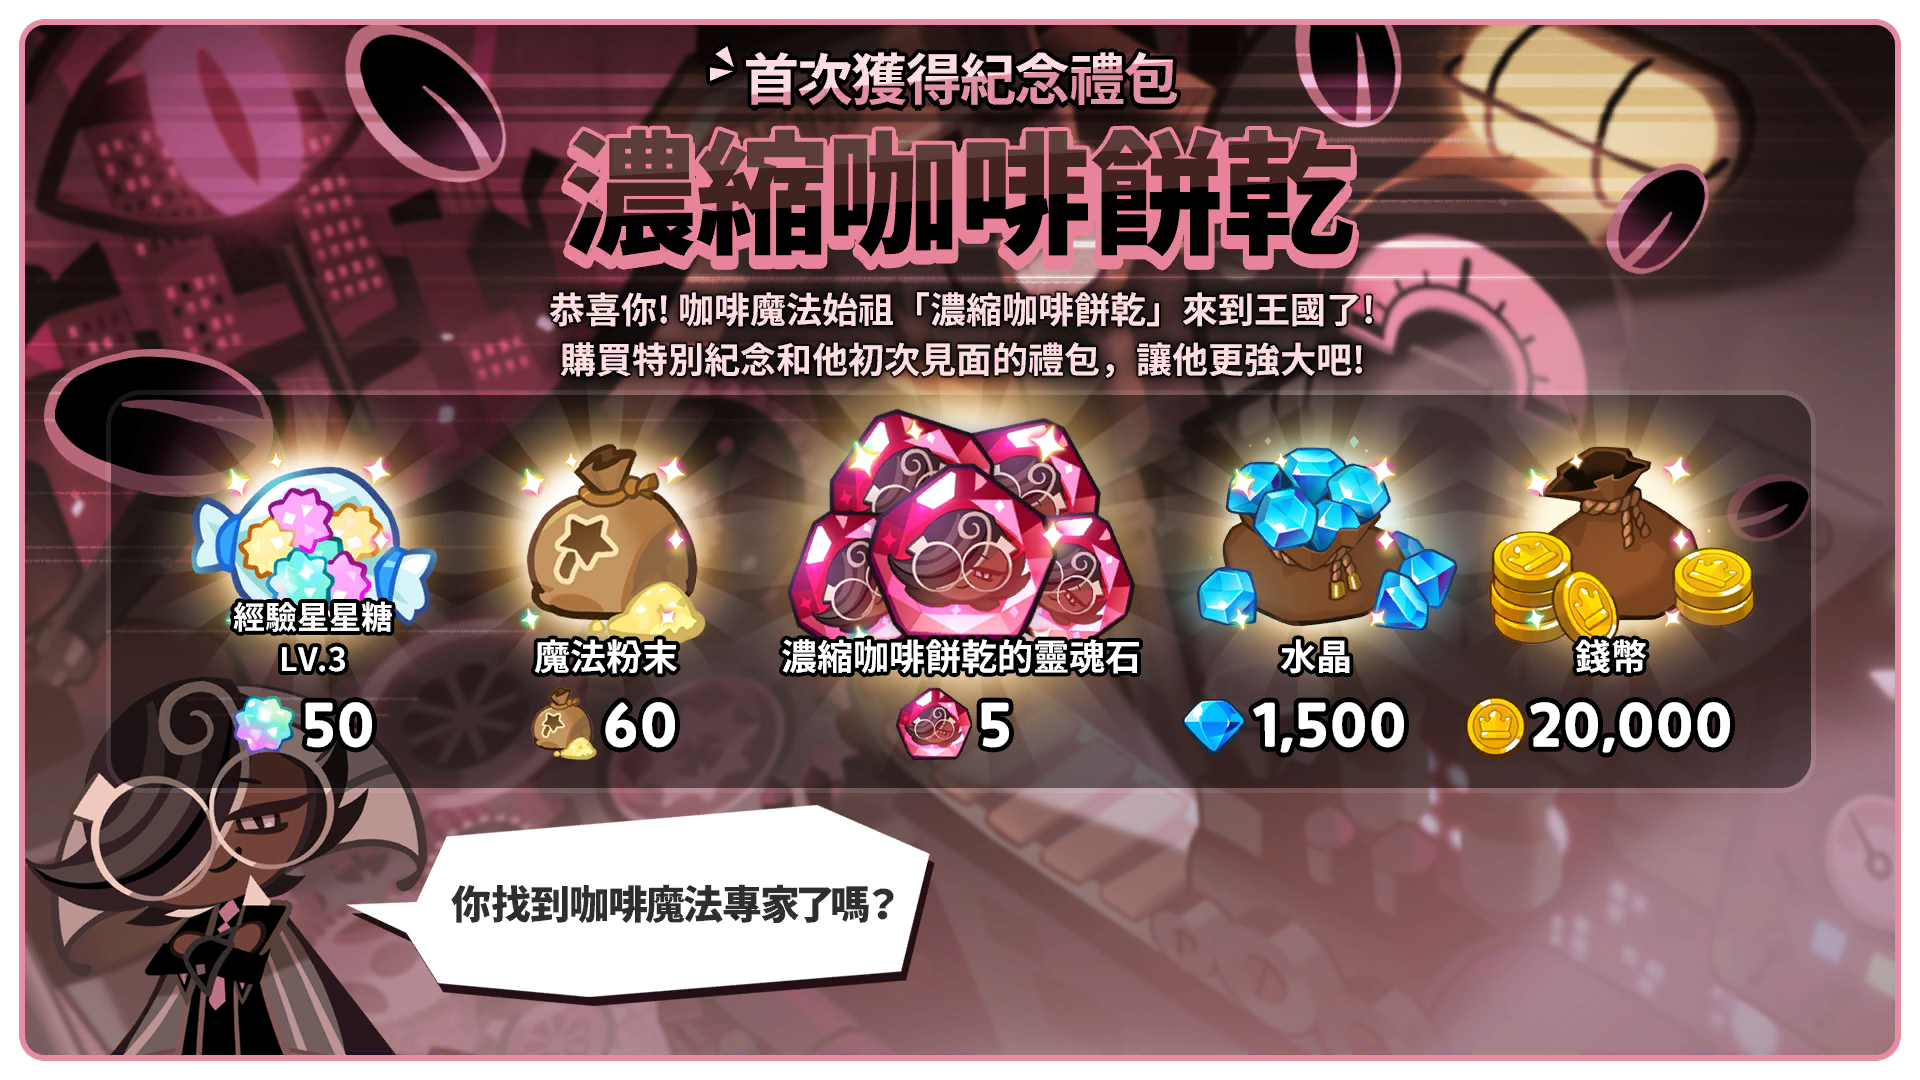 首次獲得紀念禮包
濃縮咖啡餅乾
恭喜你! 咖啡魔法始祖「濃縮咖啡餅乾」來到王國了!
購買特別紀念和他初次見面的禮包，讓他更強大吧!
經驗星星糖
LV.3
50
魔法粉末
60
濃縮咖啡餅乾的靈魂石
5
水晶
1,500
錢幣
20,000
你找到咖啡魔法專家了嗎?